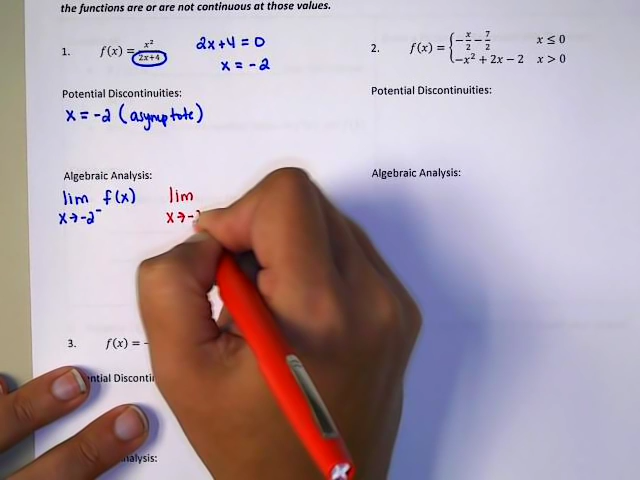 the functions are or are not continuous at those values.
1. f(x) = x²/2x+4
2x+4 = 0
x = -2
Potential Discontinuities:
x = -2 (asymptote)
Algebraic Analysis:
lim f(x) lim
x→-2⁻ x→-2
2. f(x) = { -x/2 - 7/2 x ≤ 0
-x² + 2x - 2 x > 0
Potential Discontinuities:
Algebraic Analysis:
3. f(x) = -